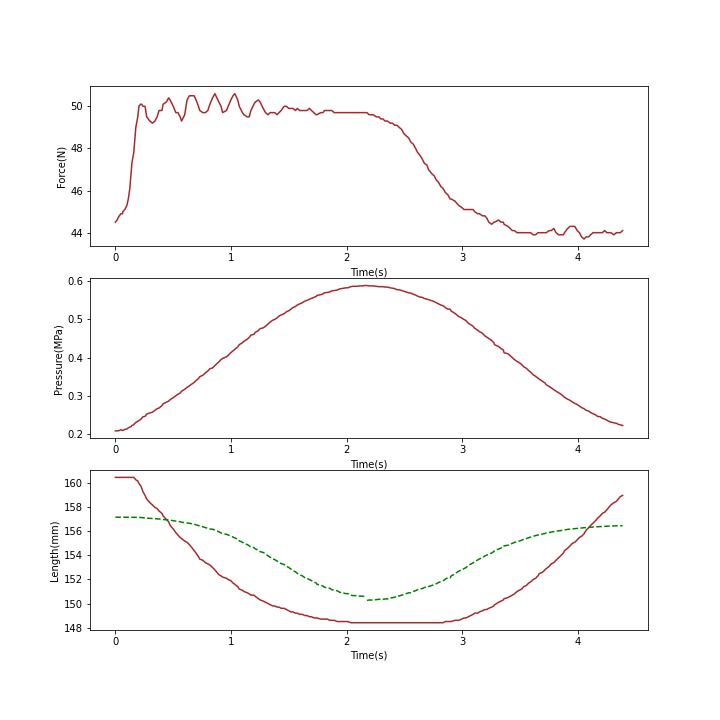 50
48
46
44
Force(N)
0 1 2 3 4
Time(s)
0.6
0.5
0.4
0.3
0.2
Pressure(MPa)
0 1 2 3 4
Time(s)
160
158
156
154
152
150
148
Length(mm)
0 1 2 3 4
Time(s)